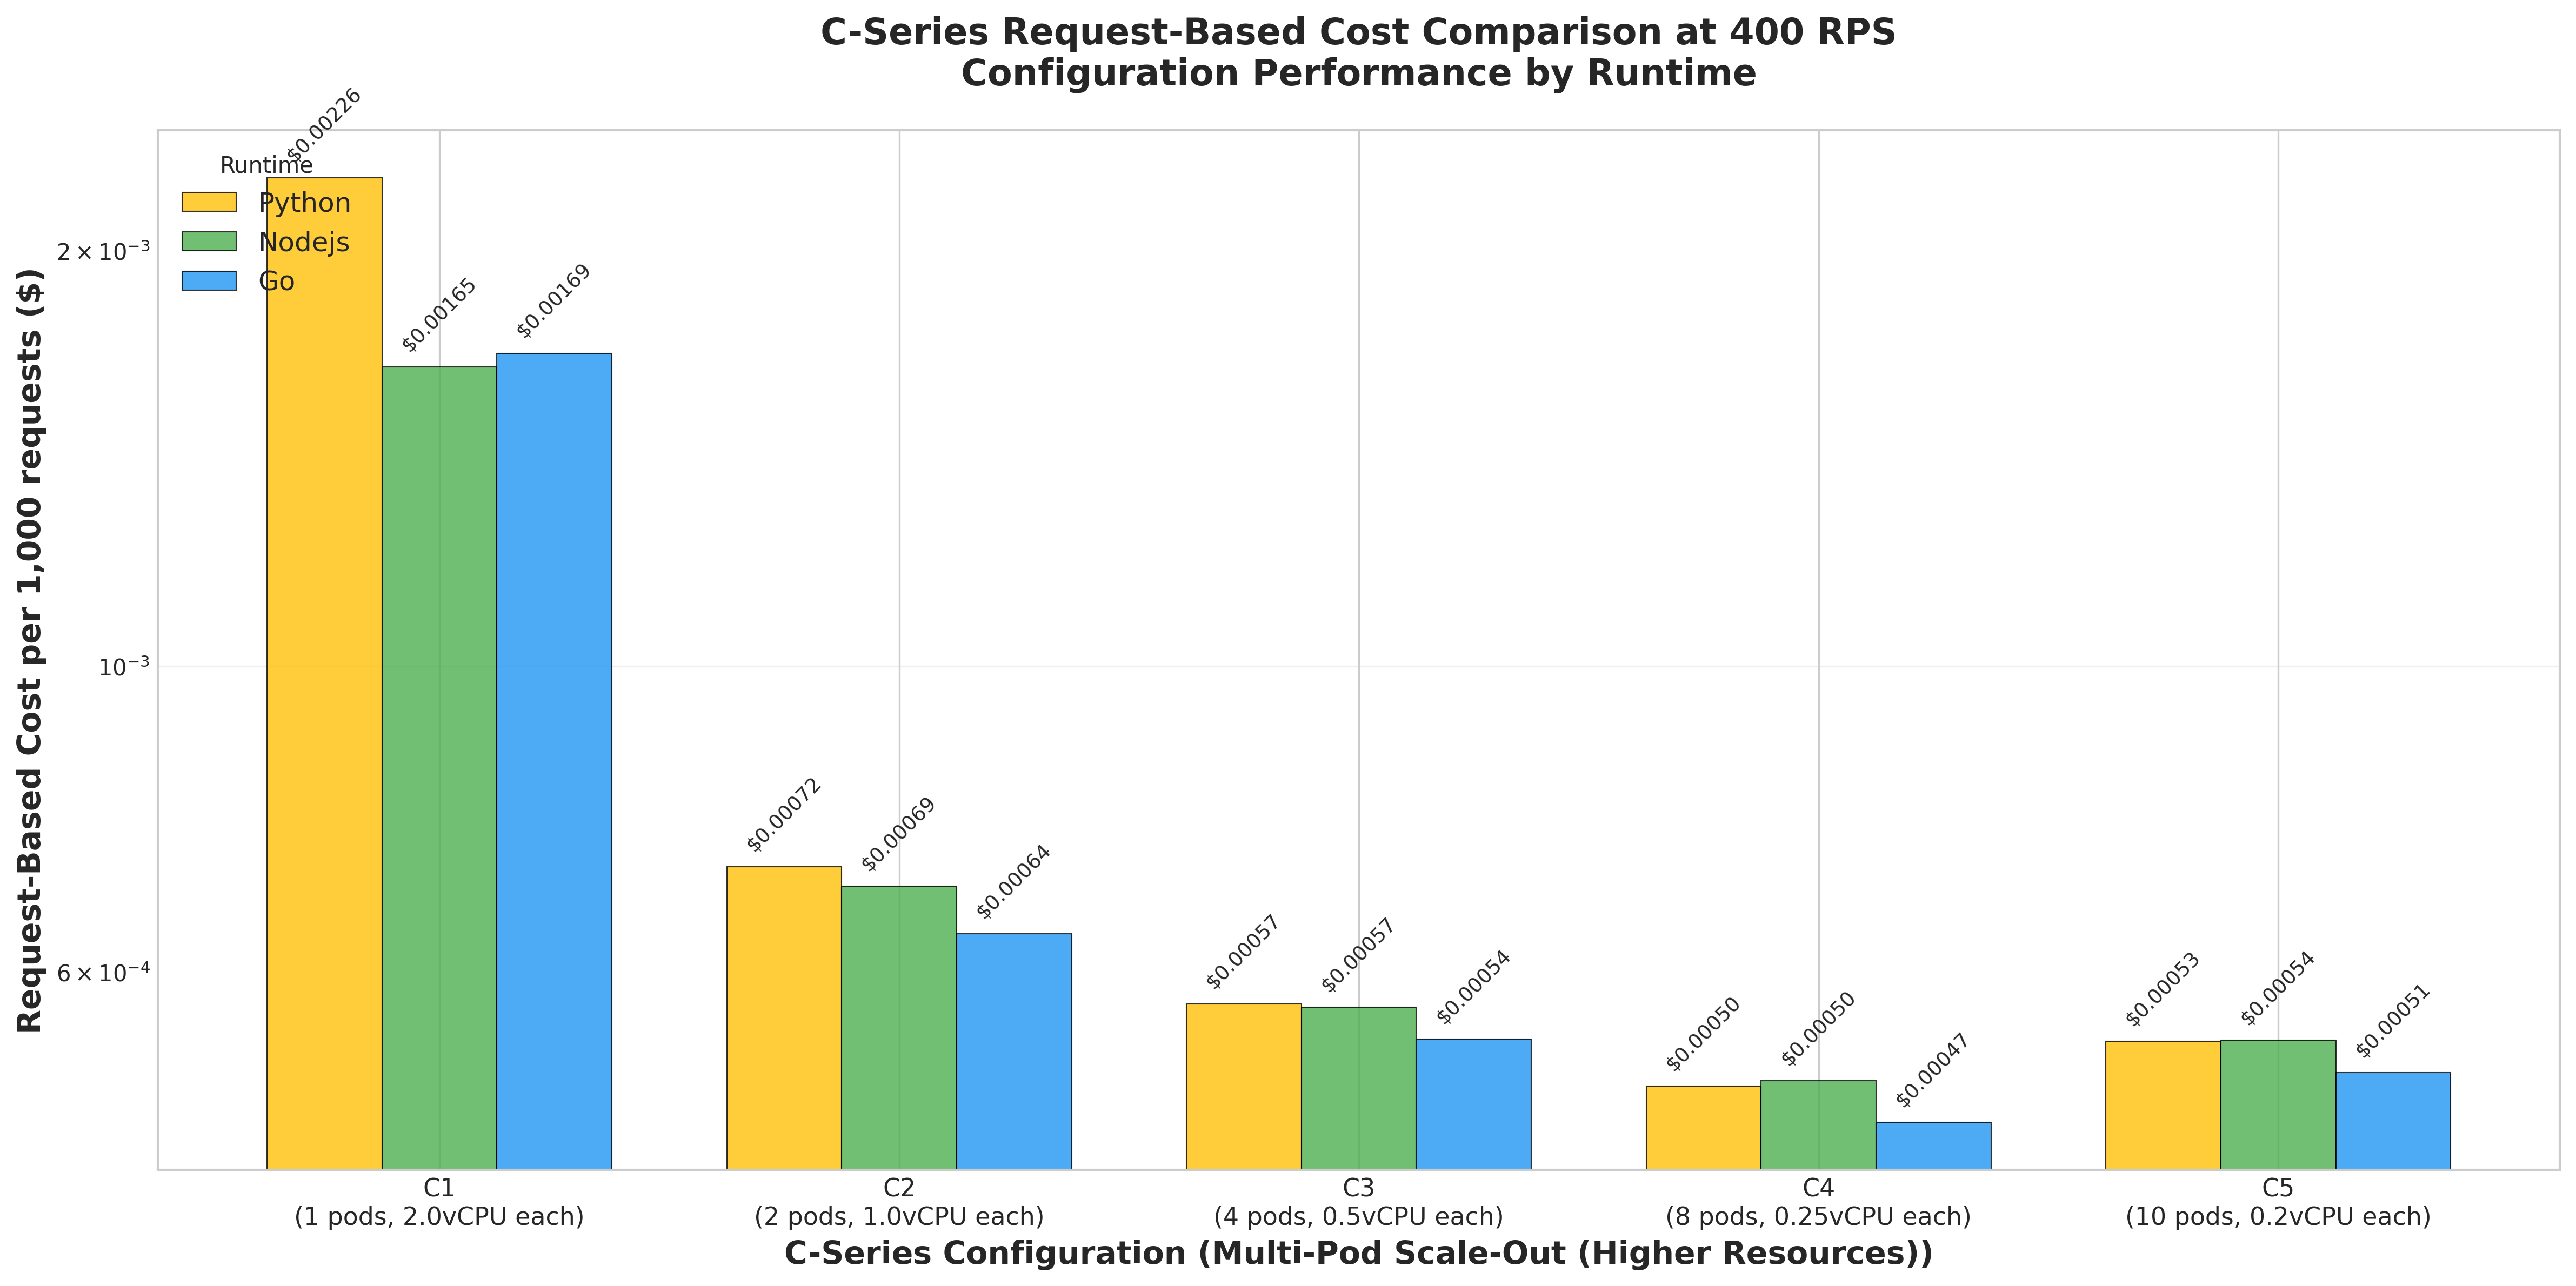 C-Series Request-Based Cost Comparison at 400 RPS
Configuration Performance by Runtime
Request-Based Cost per 1,000 requests ($)
2 × 10⁻³
10⁻³
6 × 10⁻⁴
Runtime
Python
Nodejs
Go
$0.00226
$0.00165
$0.00169
$0.00072
$0.00069
$0.00064
$0.00057
$0.00057
$0.00054
$0.00050
$0.00050
$0.00047
$0.00053
$0.00054
$0.00051
C1
(1 pods, 2.0vCPU each)
C2
(2 pods, 1.0vCPU each)
C3
(4 pods, 0.5vCPU each)
C4
(8 pods, 0.25vCPU each)
C5
(10 pods, 0.2vCPU each)
C-Series Configuration (Multi-Pod Scale-Out (Higher Resources))